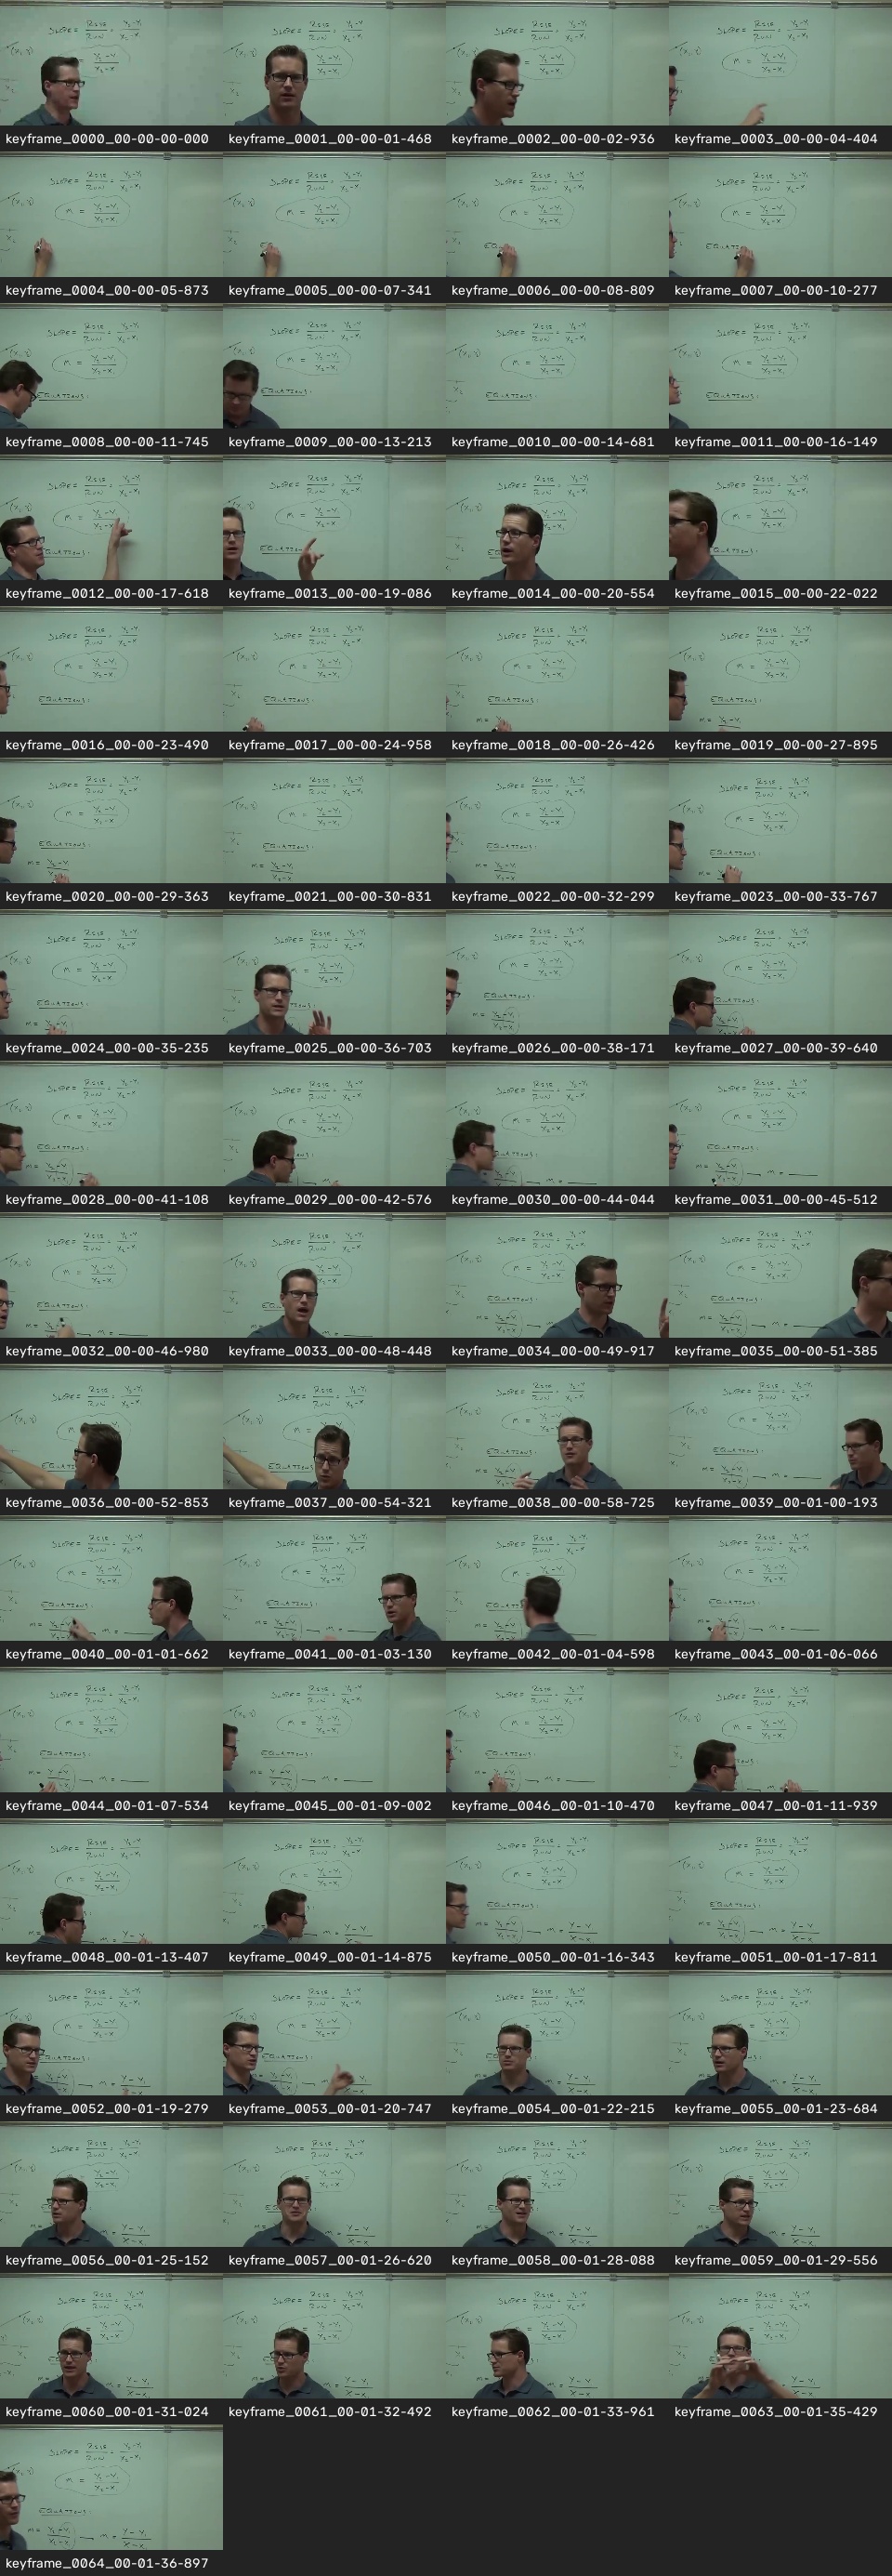 SLOPE = RISE/RUN = Y₂-Y₁/X₂-X₁
(X₁, Y₁)
M = Y₂-Y₁/X₂-X₁
EQUATIONS:
M = Y₂-Y₁/X₂-X₁ → M = Y-Y₁/X-X₁
keyframe_0000_00-00-00-000 keyframe_0001_00-00-01-468 keyframe_0002_00-00-02-936 keyframe_0003_00-00-04-404
keyframe_0004_00-00-05-873 keyframe_0005_00-00-07-341 keyframe_0006_00-00-08-809 keyframe_0007_00-00-10-277
keyframe_0008_00-00-11-745 keyframe_0009_00-00-13-213 keyframe_0010_00-00-14-681 keyframe_0011_00-00-16-149
keyframe_0012_00-00-17-618 keyframe_0013_00-00-19-086 keyframe_0014_00-00-20-554 keyframe_0015_00-00-22-022
keyframe_0016_00-00-23-490 keyframe_0017_00-00-24-958 keyframe_0018_00-00-26-426 keyframe_0019_00-00-27-895
keyframe_0020_00-00-29-363 keyframe_0021_00-00-30-831 keyframe_0022_00-00-32-299 keyframe_0023_00-00-33-767
keyframe_0024_00-00-35-235 keyframe_0025_00-00-36-703 keyframe_0026_00-00-38-171 keyframe_0027_00-00-39-640
keyframe_0028_00-00-41-108 keyframe_0029_00-00-42-576 keyframe_0030_00-00-44-044 keyframe_0031_00-00-45-512
keyframe_0032_00-00-46-980 keyframe_0033_00-00-48-448 keyframe_0034_00-00-49-917 keyframe_0035_00-00-51-385
keyframe_0036_00-00-52-853 keyframe_0037_00-00-54-321 keyframe_0038_00-00-58-725 keyframe_0039_00-01-00-193
keyframe_0040_00-01-01-662 keyframe_0041_00-01-03-130 keyframe_0042_00-01-04-598 keyframe_0043_00-01-06-066
keyframe_0044_00-01-07-534 keyframe_0045_00-01-09-002 keyframe_0046_00-01-10-470 keyframe_0047_00-01-11-939
keyframe_0048_00-01-13-407 keyframe_0049_00-01-14-875 keyframe_0050_00-01-16-343 keyframe_0051_00-01-17-811
keyframe_0052_00-01-19-279 keyframe_0053_00-01-20-747 keyframe_0054_00-01-22-215 keyframe_0055_00-01-23-684
keyframe_0056_00-01-25-152 keyframe_0057_00-01-26-620 keyframe_0058_00-01-28-088 keyframe_0059_00-01-29-556
keyframe_0060_00-01-31-024 keyframe_0061_00-01-32-492 keyframe_0062_00-01-33-961 keyframe_0063_00-01-35-429
keyframe_0064_00-01-36-897